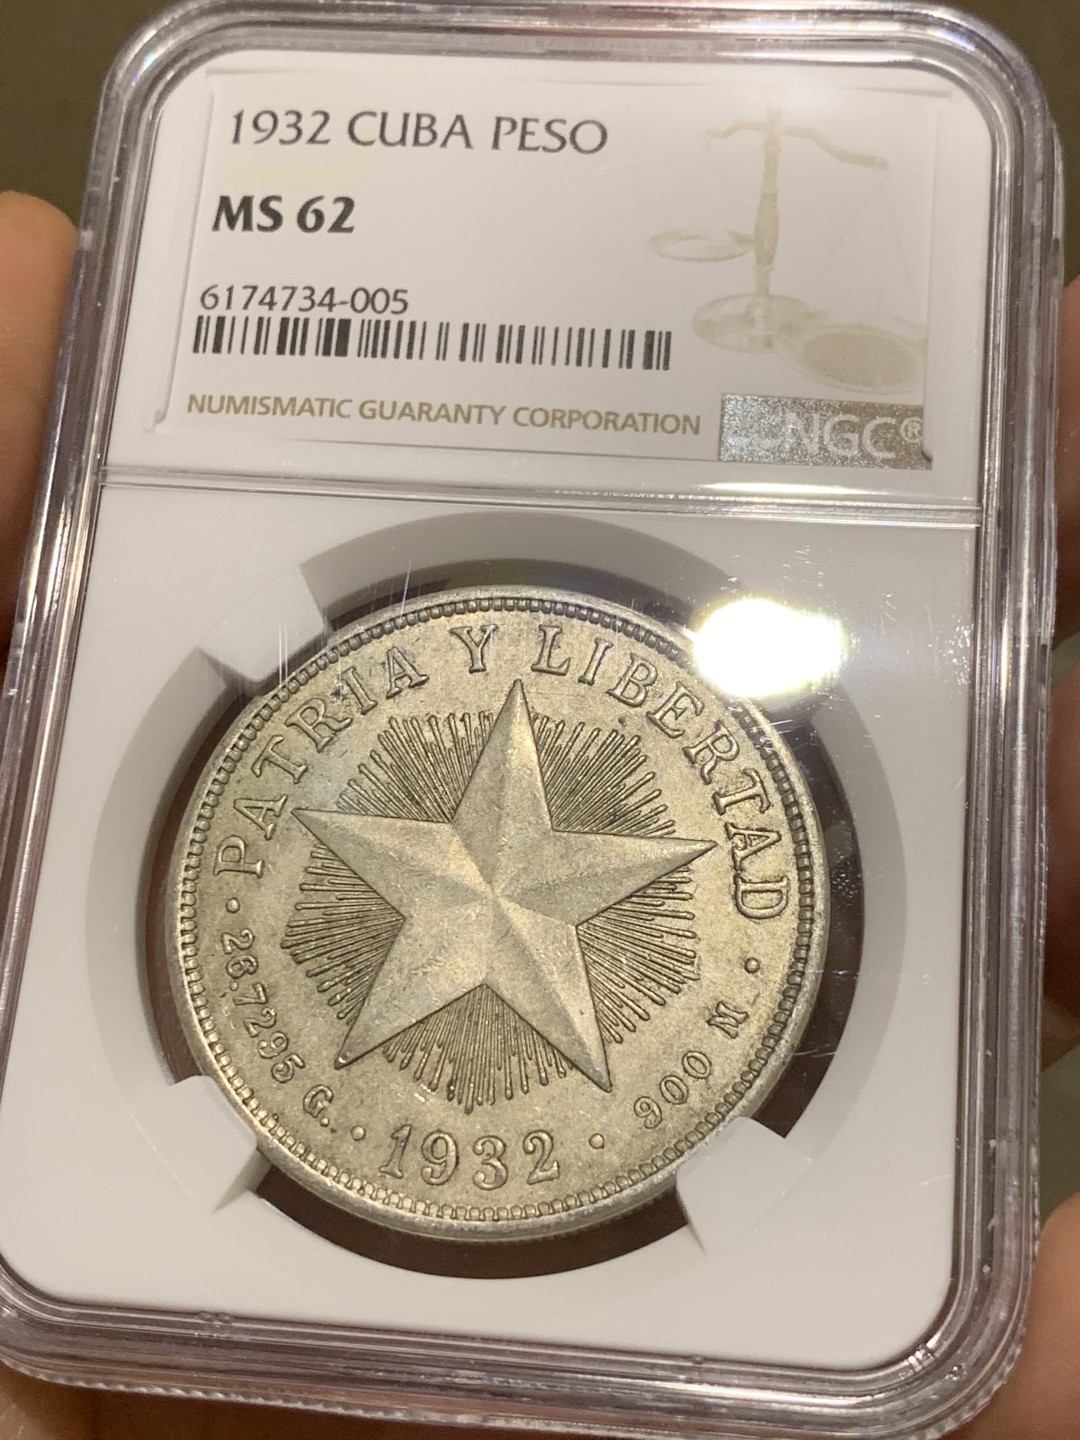 1932 CUBA PESO
MS 62
6174734-005
NUMISMATIC GUARANTY CORPORATION
NGC®
PATRIA Y LIBERTAD
· 26.7295 G. · 1932 · 900 M ·